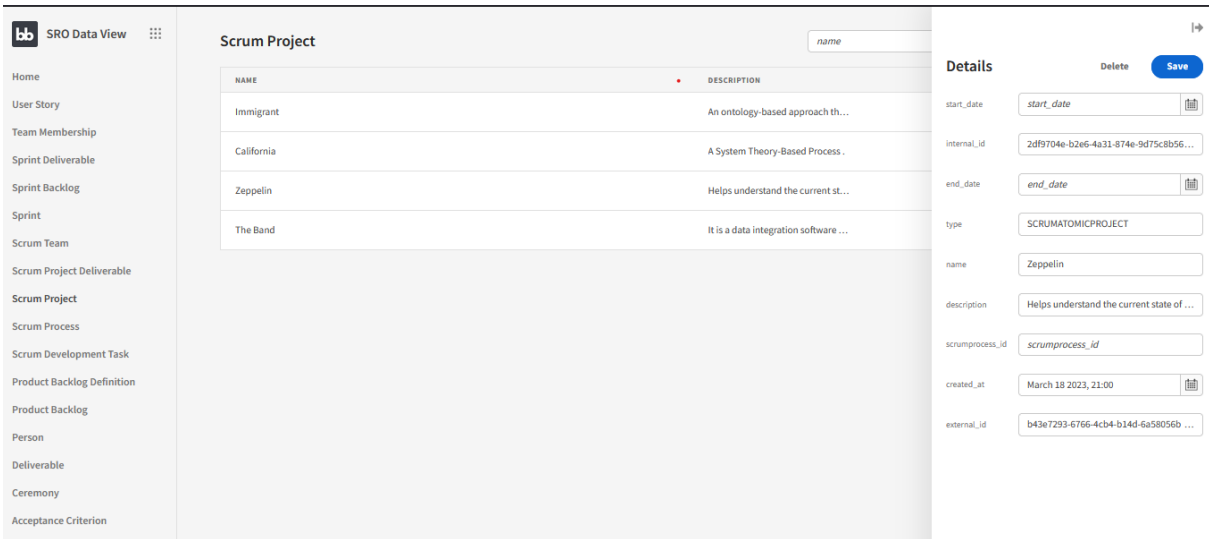 bb SRO Data View
Home
User Story
Team Membership
Sprint Deliverable
Sprint Backlog
Sprint
Scrum Team
Scrum Project Deliverable
Scrum Project
Scrum Process
Scrum Development Task
Product Backlog Definition
Product Backlog
Person
Deliverable
Ceremony
Acceptance Criterion
Scrum Project name
NAME DESCRIPTION
Immigrant An ontology-based approach th...
California A System Theory-Based Process .
Zeppelin Helps understand the current st...
The Band It is a data integration software ...
Details Delete Save
start_date start_date
internal_id 2df9704e-b2e6-4a31-874e-9d75c8b56...
end_date end_date
type SCRUMATOMICPROJECT
name Zeppelin
description Helps understand the current state of ...
scrumprocess_id scrumprocess_id
created_at March 18 2023, 21:00
external_id b43e7293-6766-4cb4-b14d-6a58056b ...